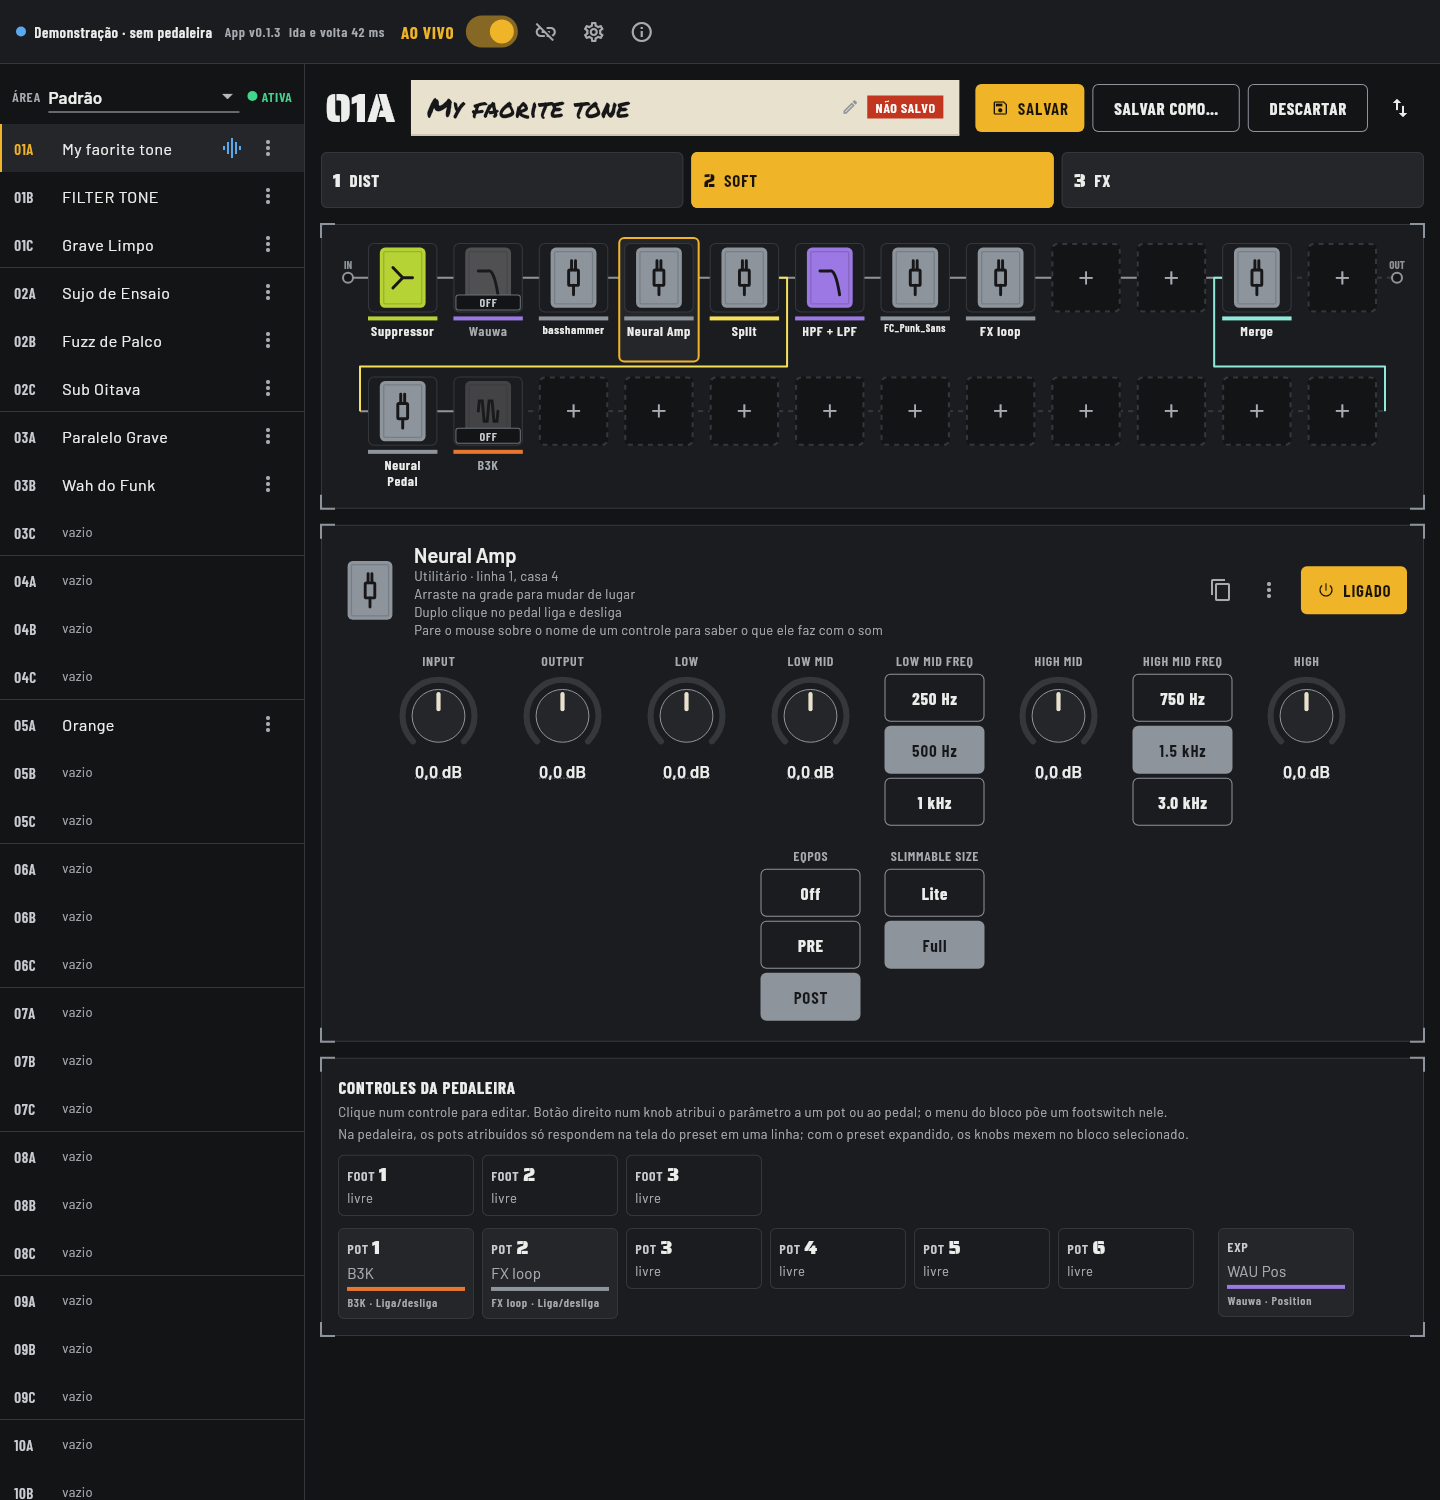 Demonstração · sem pedaleira App v0.1.3 Ida e volta 42 ms AO VIVO
ÁREA Padrão ATIVA
01A My faorite tone
01B FILTER TONE
01C Grave Limpo
02A Sujo de Ensaio
02B Fuzz de Palco
02C Sub Oitava
03A Paralelo Grave
03B Wah do Funk
03C vazio
04A vazio
04B vazio
04C vazio
05A Orange
05B vazio
05C vazio
06A vazio
06B vazio
06C vazio
07A vazio
07B vazio
07C vazio
08A vazio
08B vazio
08C vazio
09A vazio
09B vazio
09C vazio
10A vazio
10B vazio
01A My faorite tone NÃO SALVO SALVAR SALVAR COMO... DESCARTAR
1 DIST 2 SOFT 3 FX
IN OUT
OFF
Suppressor Wauwa basshammer Neural Amp Split HPF + LPF FC_Punk_Sans FX loop Merge
OFF
Neural B3K
Pedal
Neural Amp
Utilitário · linha 1, casa 4
Arraste na grade para mudar de lugar
Duplo clique no pedal liga e desliga
Pare o mouse sobre o nome de um controle para saber o que ele faz com o som
LIGADO
INPUT OUTPUT LOW LOW MID LOW MID FREQ HIGH MID HIGH MID FREQ HIGH
250 Hz 750 Hz
500 Hz 1.5 kHz
0,0 dB 0,0 dB 0,0 dB 0,0 dB 0,0 dB 0,0 dB
1 kHz 3.0 kHz
EQPOS SLIMMABLE SIZE
Off Lite
PRE Full
POST
CONTROLES DA PEDALEIRA
Clique num controle para editar. Botão direito num knob atribui o parâmetro a um pot ou ao pedal; o menu do bloco põe um footswitch nele.
Na pedaleira, os pots atribuídos só respondem na tela do preset em uma linha; com o preset expandido, os knobs mexem no bloco selecionado.
FOOT 1 FOOT 2 FOOT 3
livre livre livre
POT 1 POT 2 POT 3 POT 4 POT 5 POT 6 EXP
B3K FX loop livre livre livre livre WAU Pos
B3K · Liga/desliga FX loop · Liga/desliga Wauwa · Position